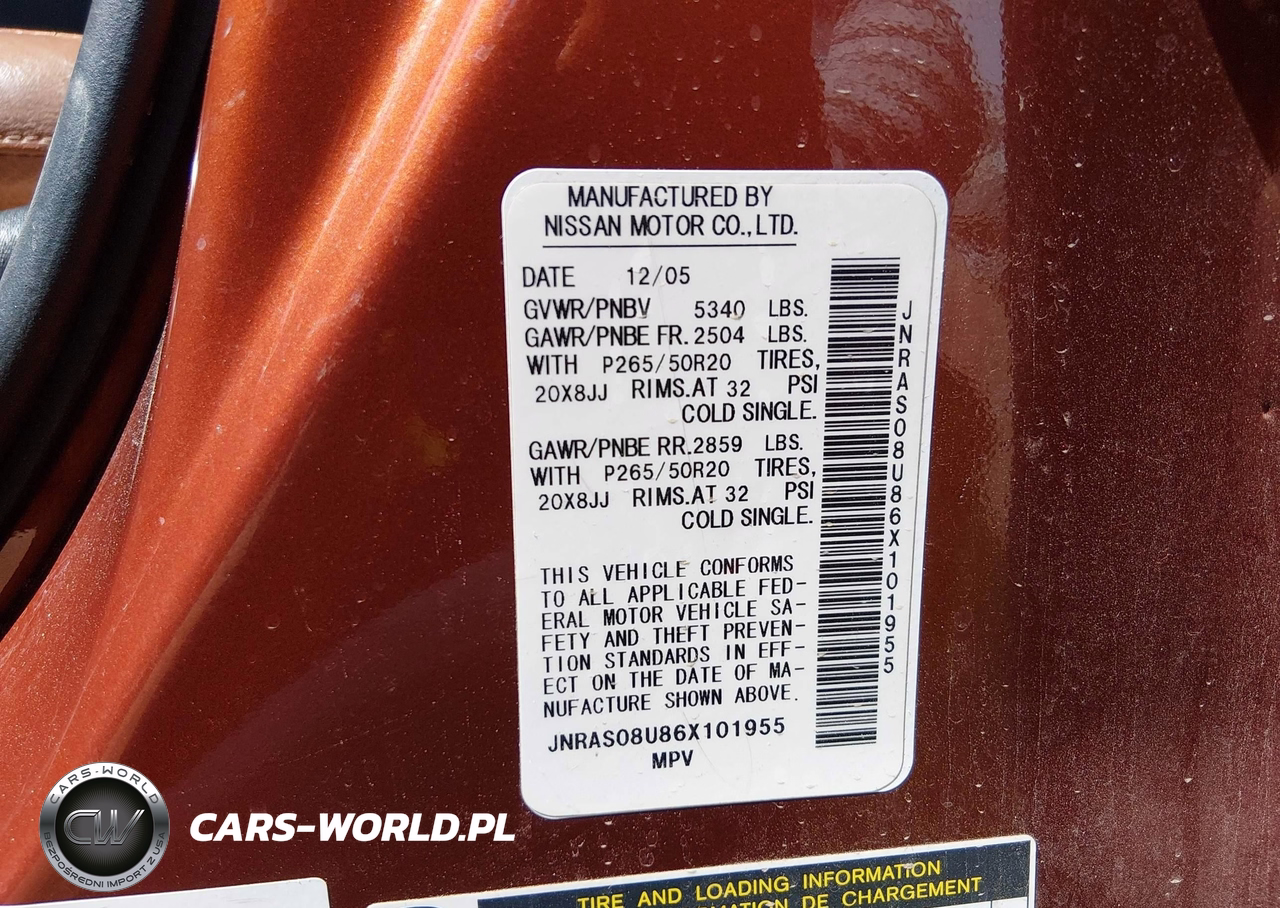 MANUFACTURED BY
NISSAN MOTOR CO.,LTD.
DATE 12/05
GVWR/PNBV 5340 LBS.
GAWR/PNBE FR. 2504 LBS.
WITH P265/50R20 TIRES,
20X8JJ RIMS.AT 32 PSI
COLD SINGLE.
GAWR/PNBE RR. 2859 LBS.
WITH P265/50R20 TIRES,
20X8JJ RIMS.AT 32 PSI
COLD SINGLE.
THIS VEHICLE CONFORMS
TO ALL APPLICABLE FED-
ERAL MOTOR VEHICLE SA-
FETY AND THEFT PREVEN-
TION STANDARDS IN EFF-
ECT ON THE DATE OF MA-
NUFACTURE SHOWN ABOVE.
JNRAS08U86X101955
MPV
JNRAS08U86X101955
CARS-WORLD
CW
BEZPOŚREDNI IMPORT Z USA
CARS-WORLD.PL
TIRE AND LOADING INFORMATION
DE CHARGEMENT